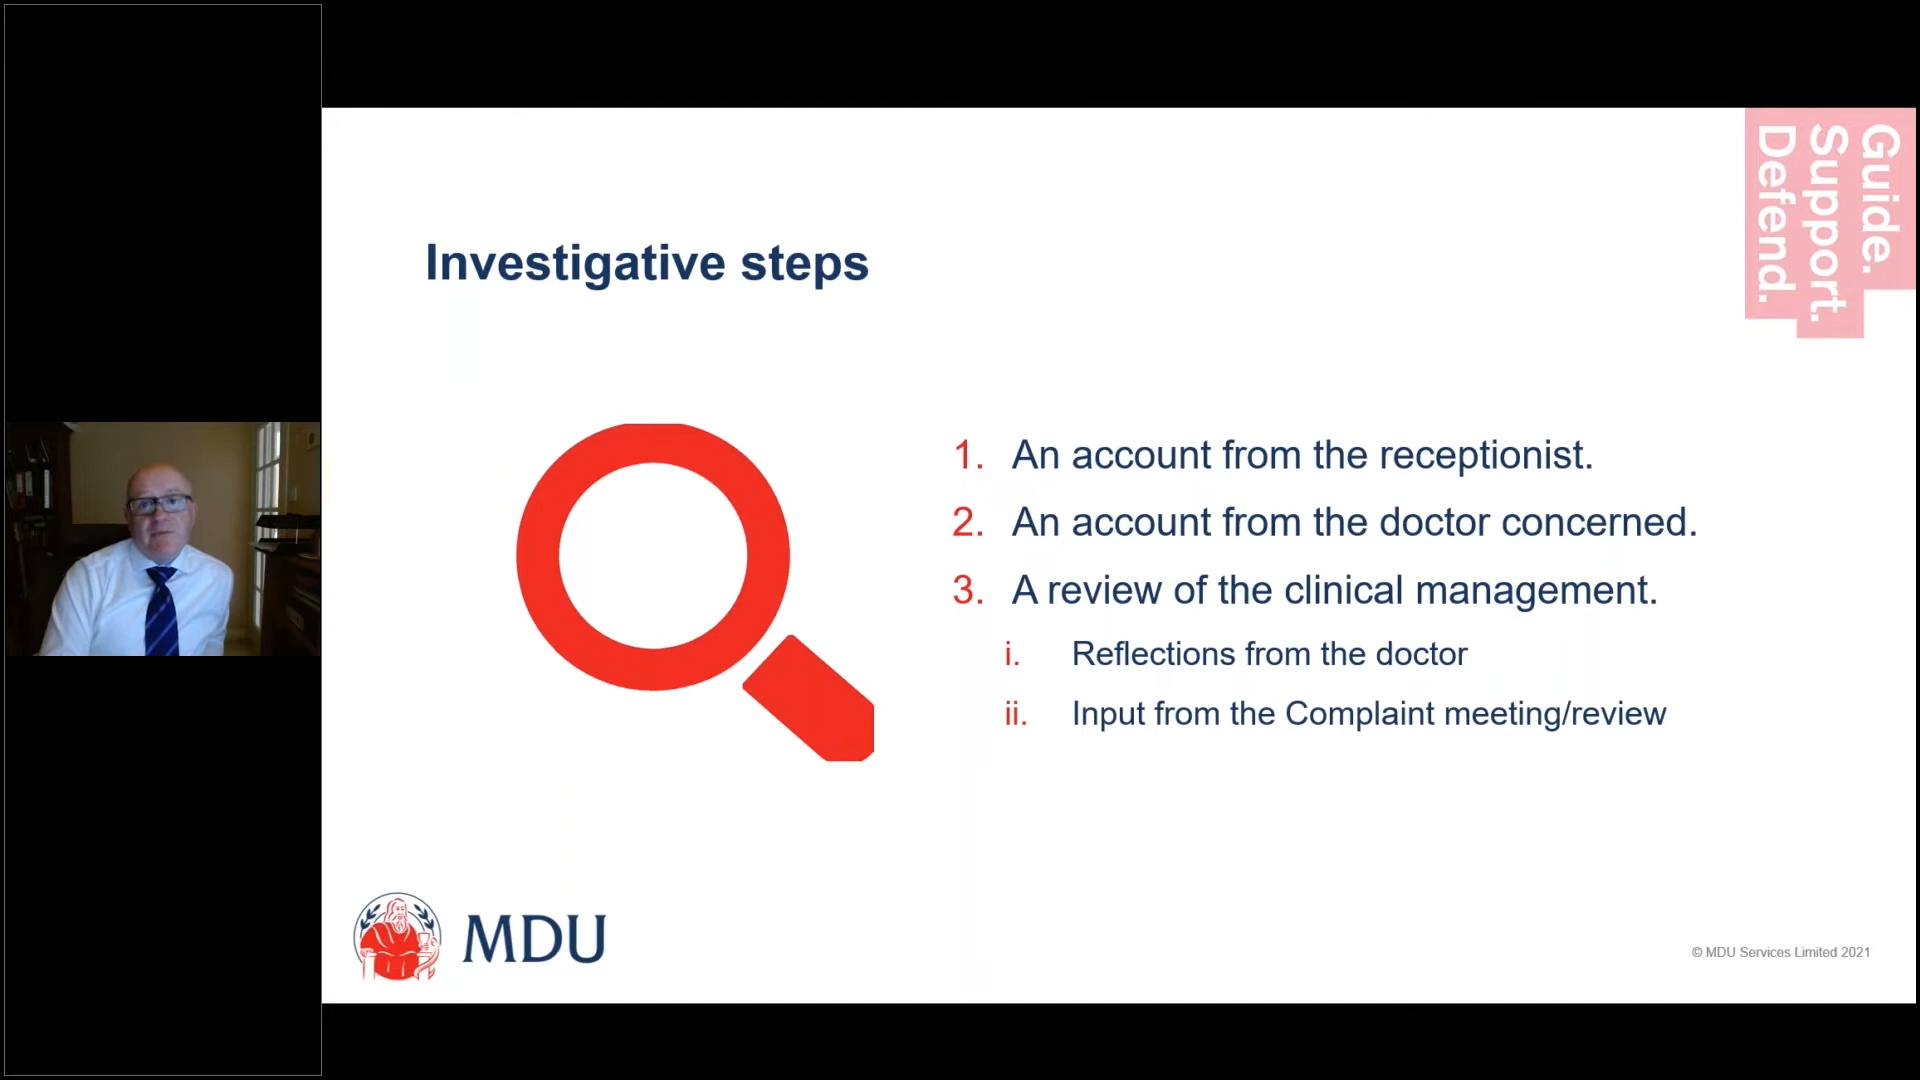 Guide.
Support.
Defend.
Investigative steps
1. An account from the receptionist.
2. An account from the doctor concerned.
3. A review of the clinical management.
i. Reflections from the doctor
ii. Input from the Complaint meeting/review
MDU
© MDU Services Limited 2021